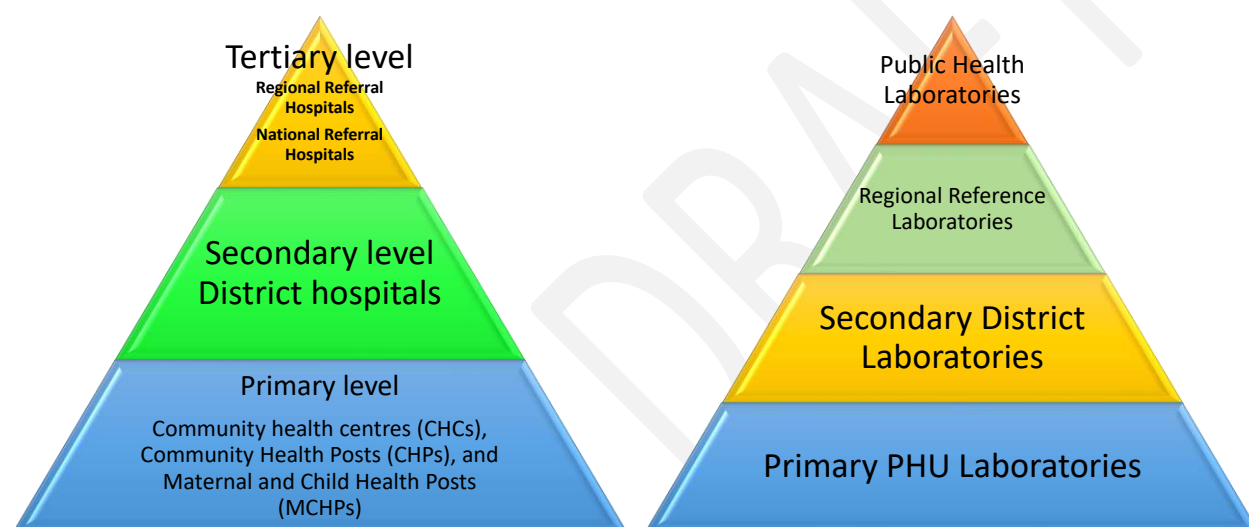 Tertiary level
Regional Referral
Hospitals
National Referral
Hospitals
Secondary level
District hospitals
Primary level
Community health centres (CHCs),
Community Health Posts (CHPs), and
Maternal and Child Health Posts
(MCHPs)
Public Health
Laboratories
Regional Reference
Laboratories
Secondary District
Laboratories
Primary PHU Laboratories
DRAFT